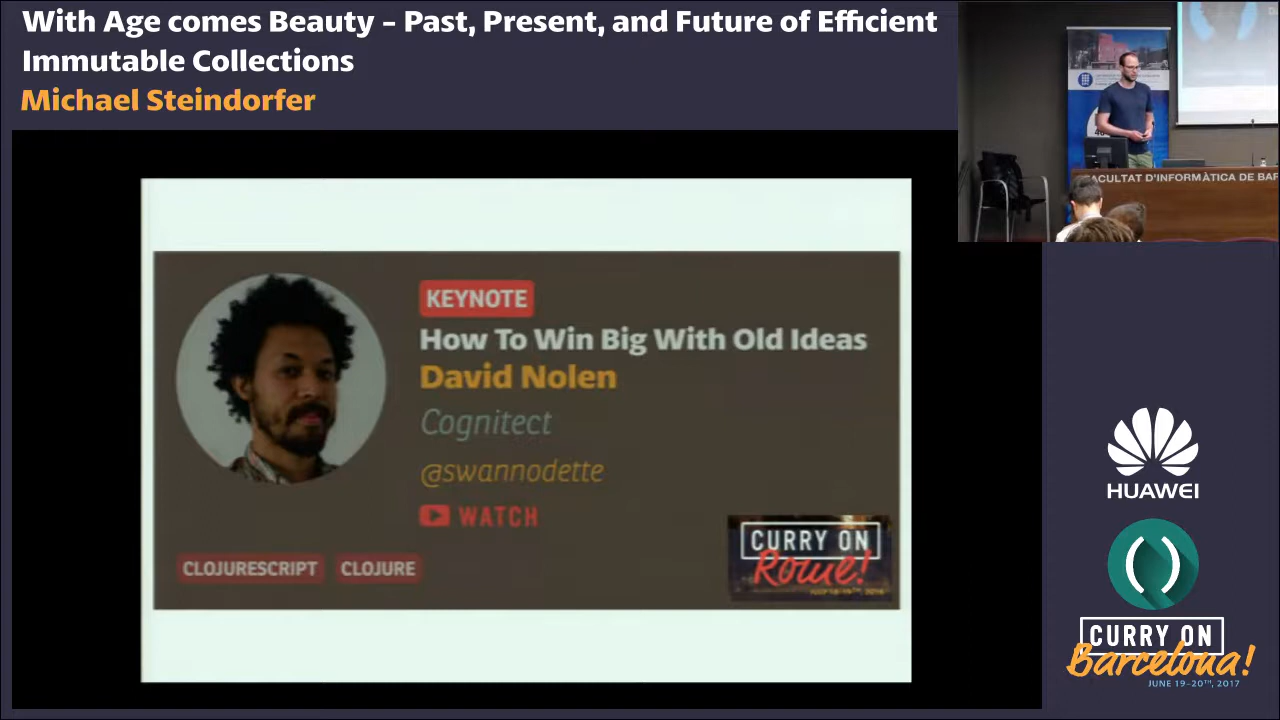 With Age comes Beauty – Past, Present, and Future of Efficient
Immutable Collections
Michael Steindorfer
FACULTAT D'INFORMÀTICA DE BAR
KEYNOTE
How To Win Big With Old Ideas
David Nolen
Cognitect
@swannodette
WATCH
CLOJURESCRIPT
CLOJURE
CURRY ON
Rome!
HUAWEI
CURRY ON
Barcelona!
JUNE 19-20TH, 2017